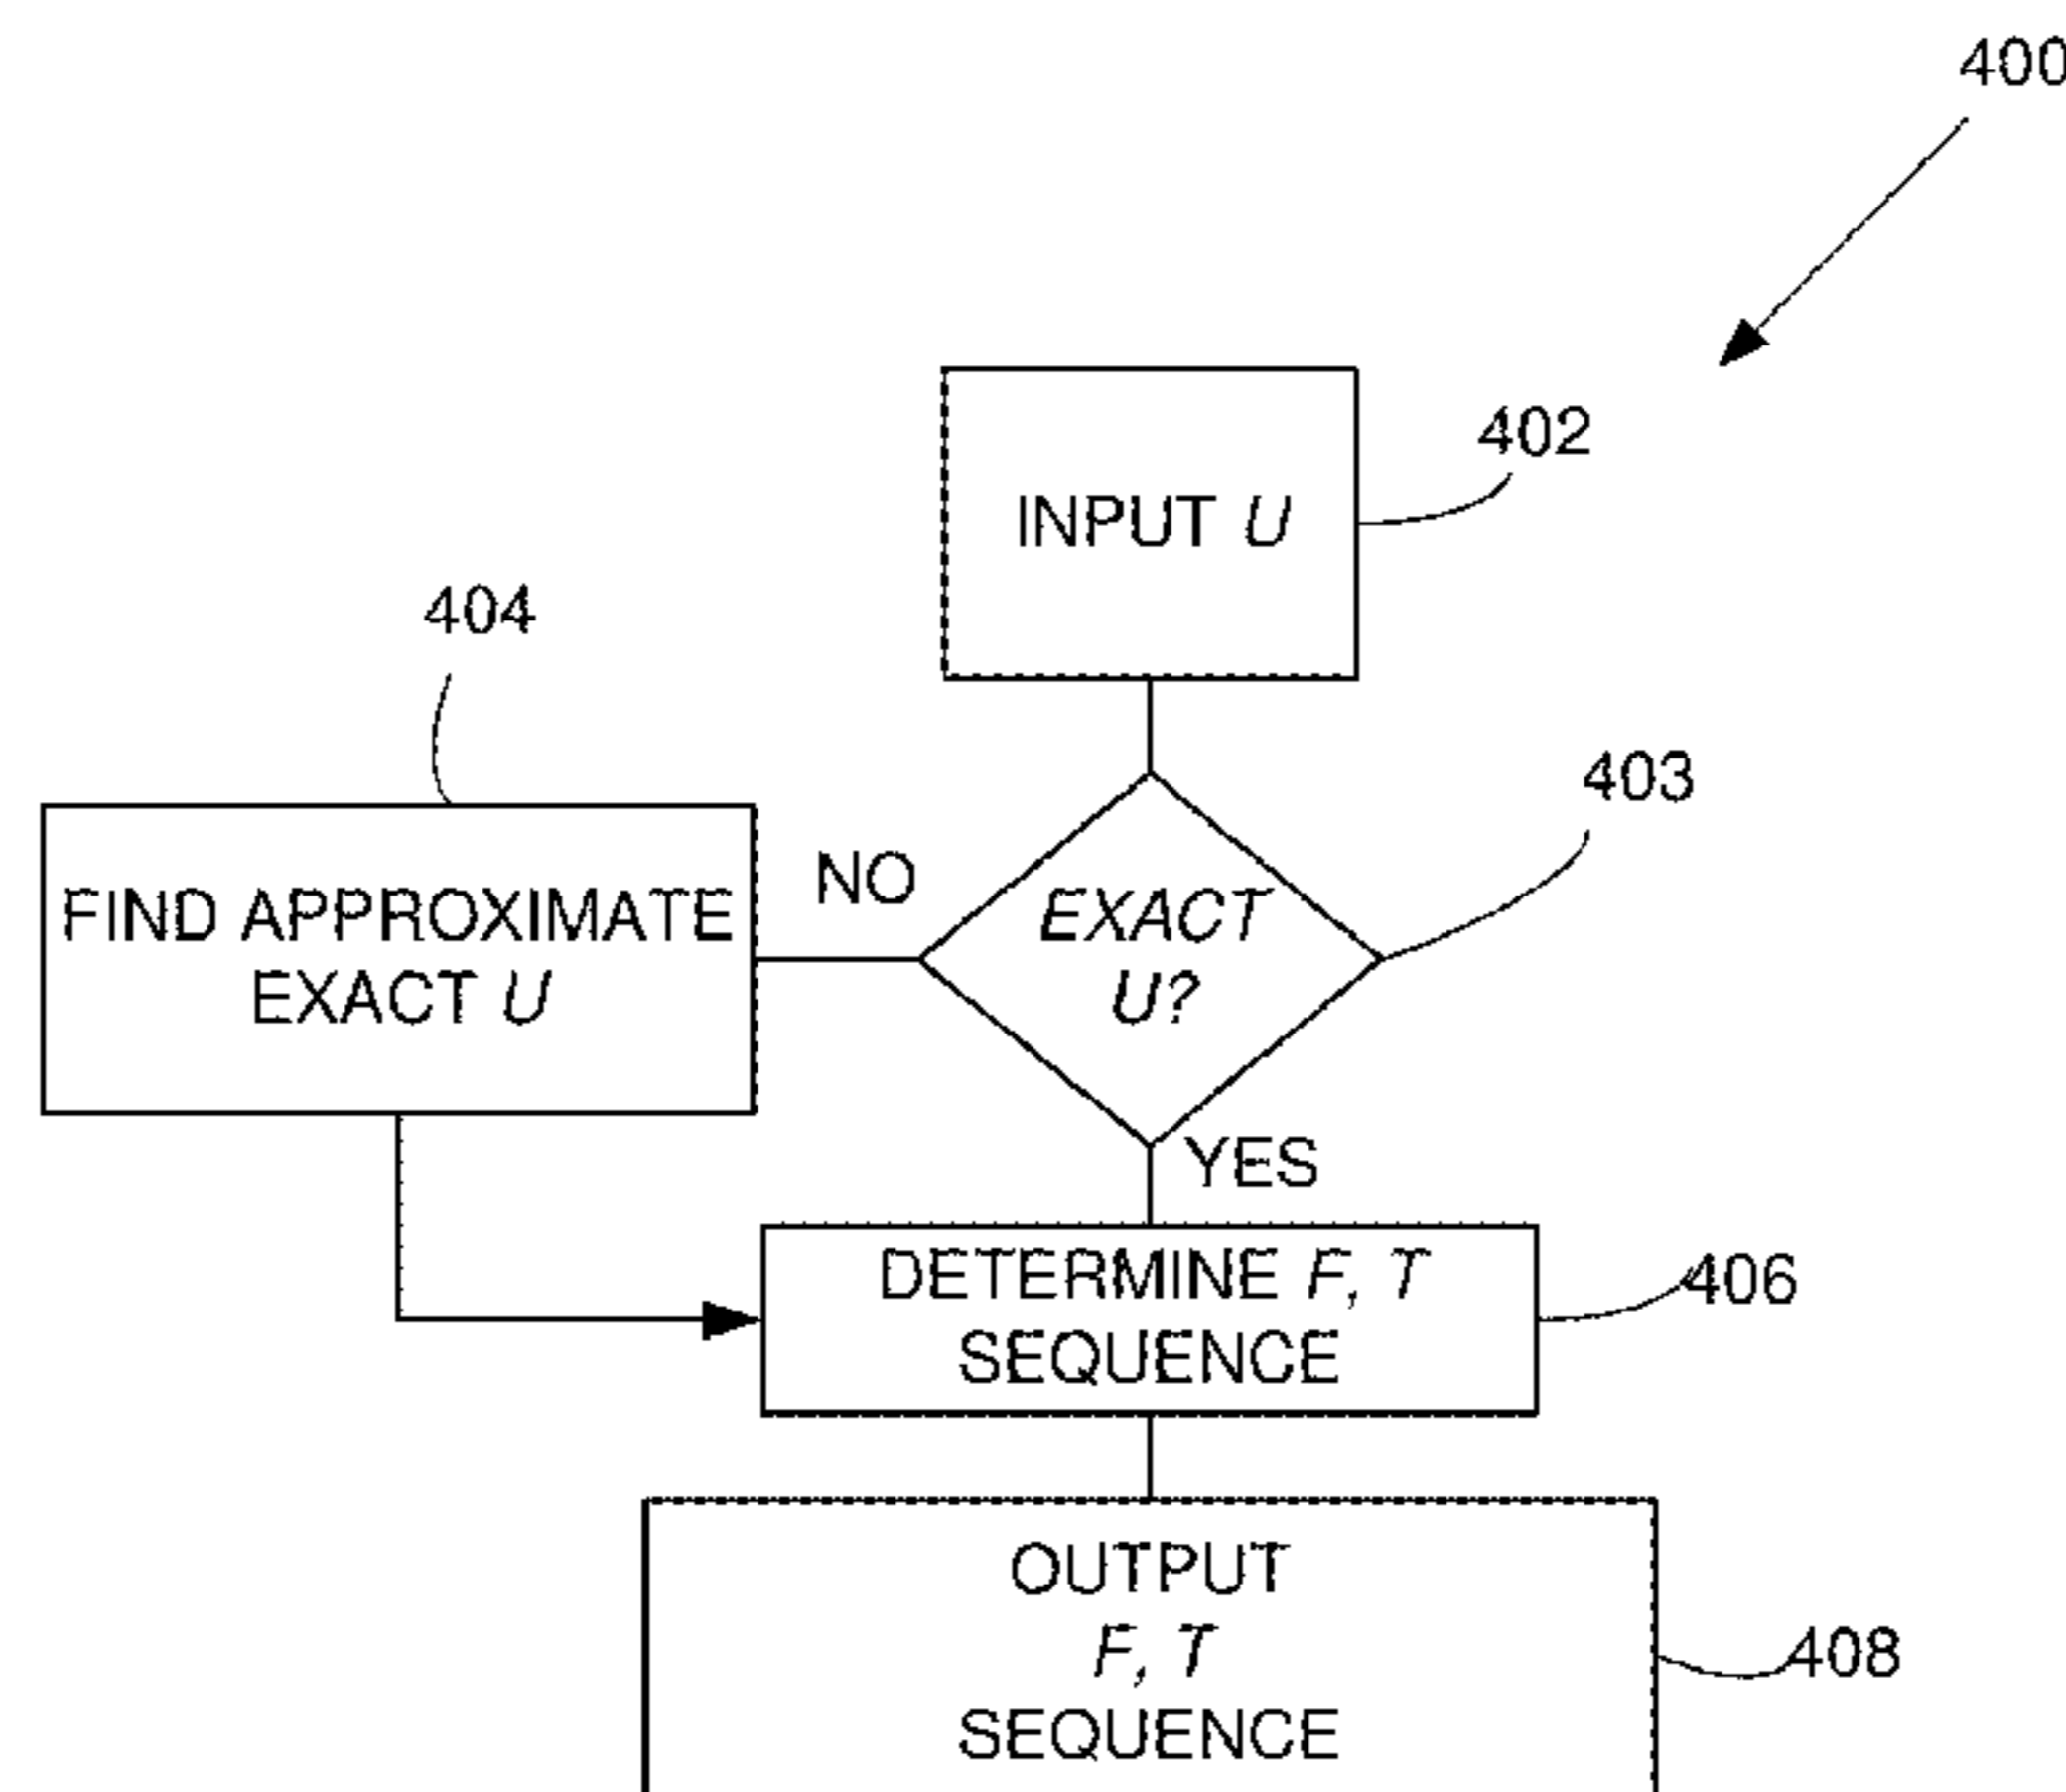 400
INPUT U
402
404
403
NO
FIND APPROXIMATE
EXACT U
EXACT
U?
YES
DETERMINE F, T
SEQUENCE
406
OUTPUT
F, T
SEQUENCE
408